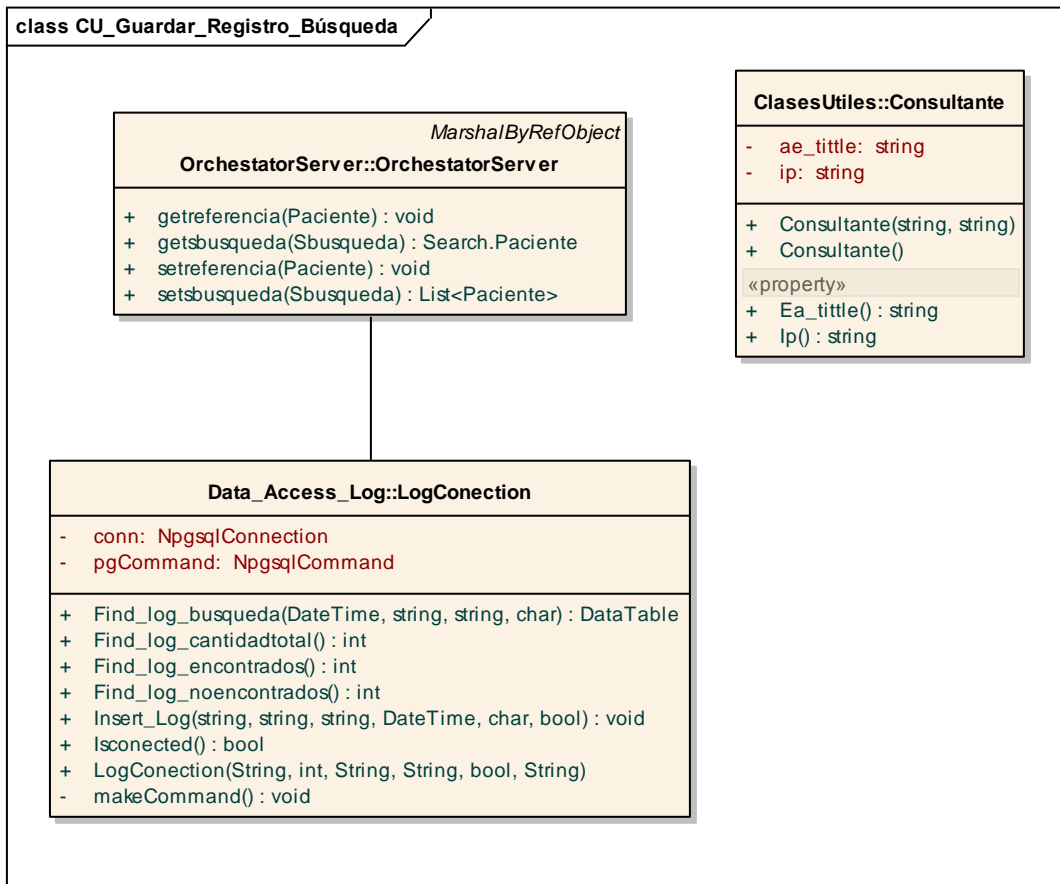 class CU_Guardar_Registro_Búsqueda
MarshalByRefObject
OrchestatorServer::OrchestatorServer
+ getreferencia(Paciente) : void
+ getsbusqueda(Sbusqueda) : Search.Paciente
+ setreferencia(Paciente) : void
+ setsbusqueda(Sbusqueda) : List<Paciente>
ClasesUtiles::Consultante
- ae_tittle: string
- ip: string
+ Consultante(string, string)
+ Consultante()
«property»
+ Ea_tittle() : string
+ Ip() : string
Data_Access_Log::LogConection
- conn: NpgsqlConnection
- pgCommand: NpgsqlCommand
+ Find_log_busqueda(DateTime, string, string, char) : DataTable
+ Find_log_cantidadtotal() : int
+ Find_log_encontrados() : int
+ Find_log_noencontrados() : int
+ Insert_Log(string, string, string, DateTime, char, bool) : void
+ Isconected() : bool
+ LogConection(String, int, String, String, bool, String)
- makeCommand() : void